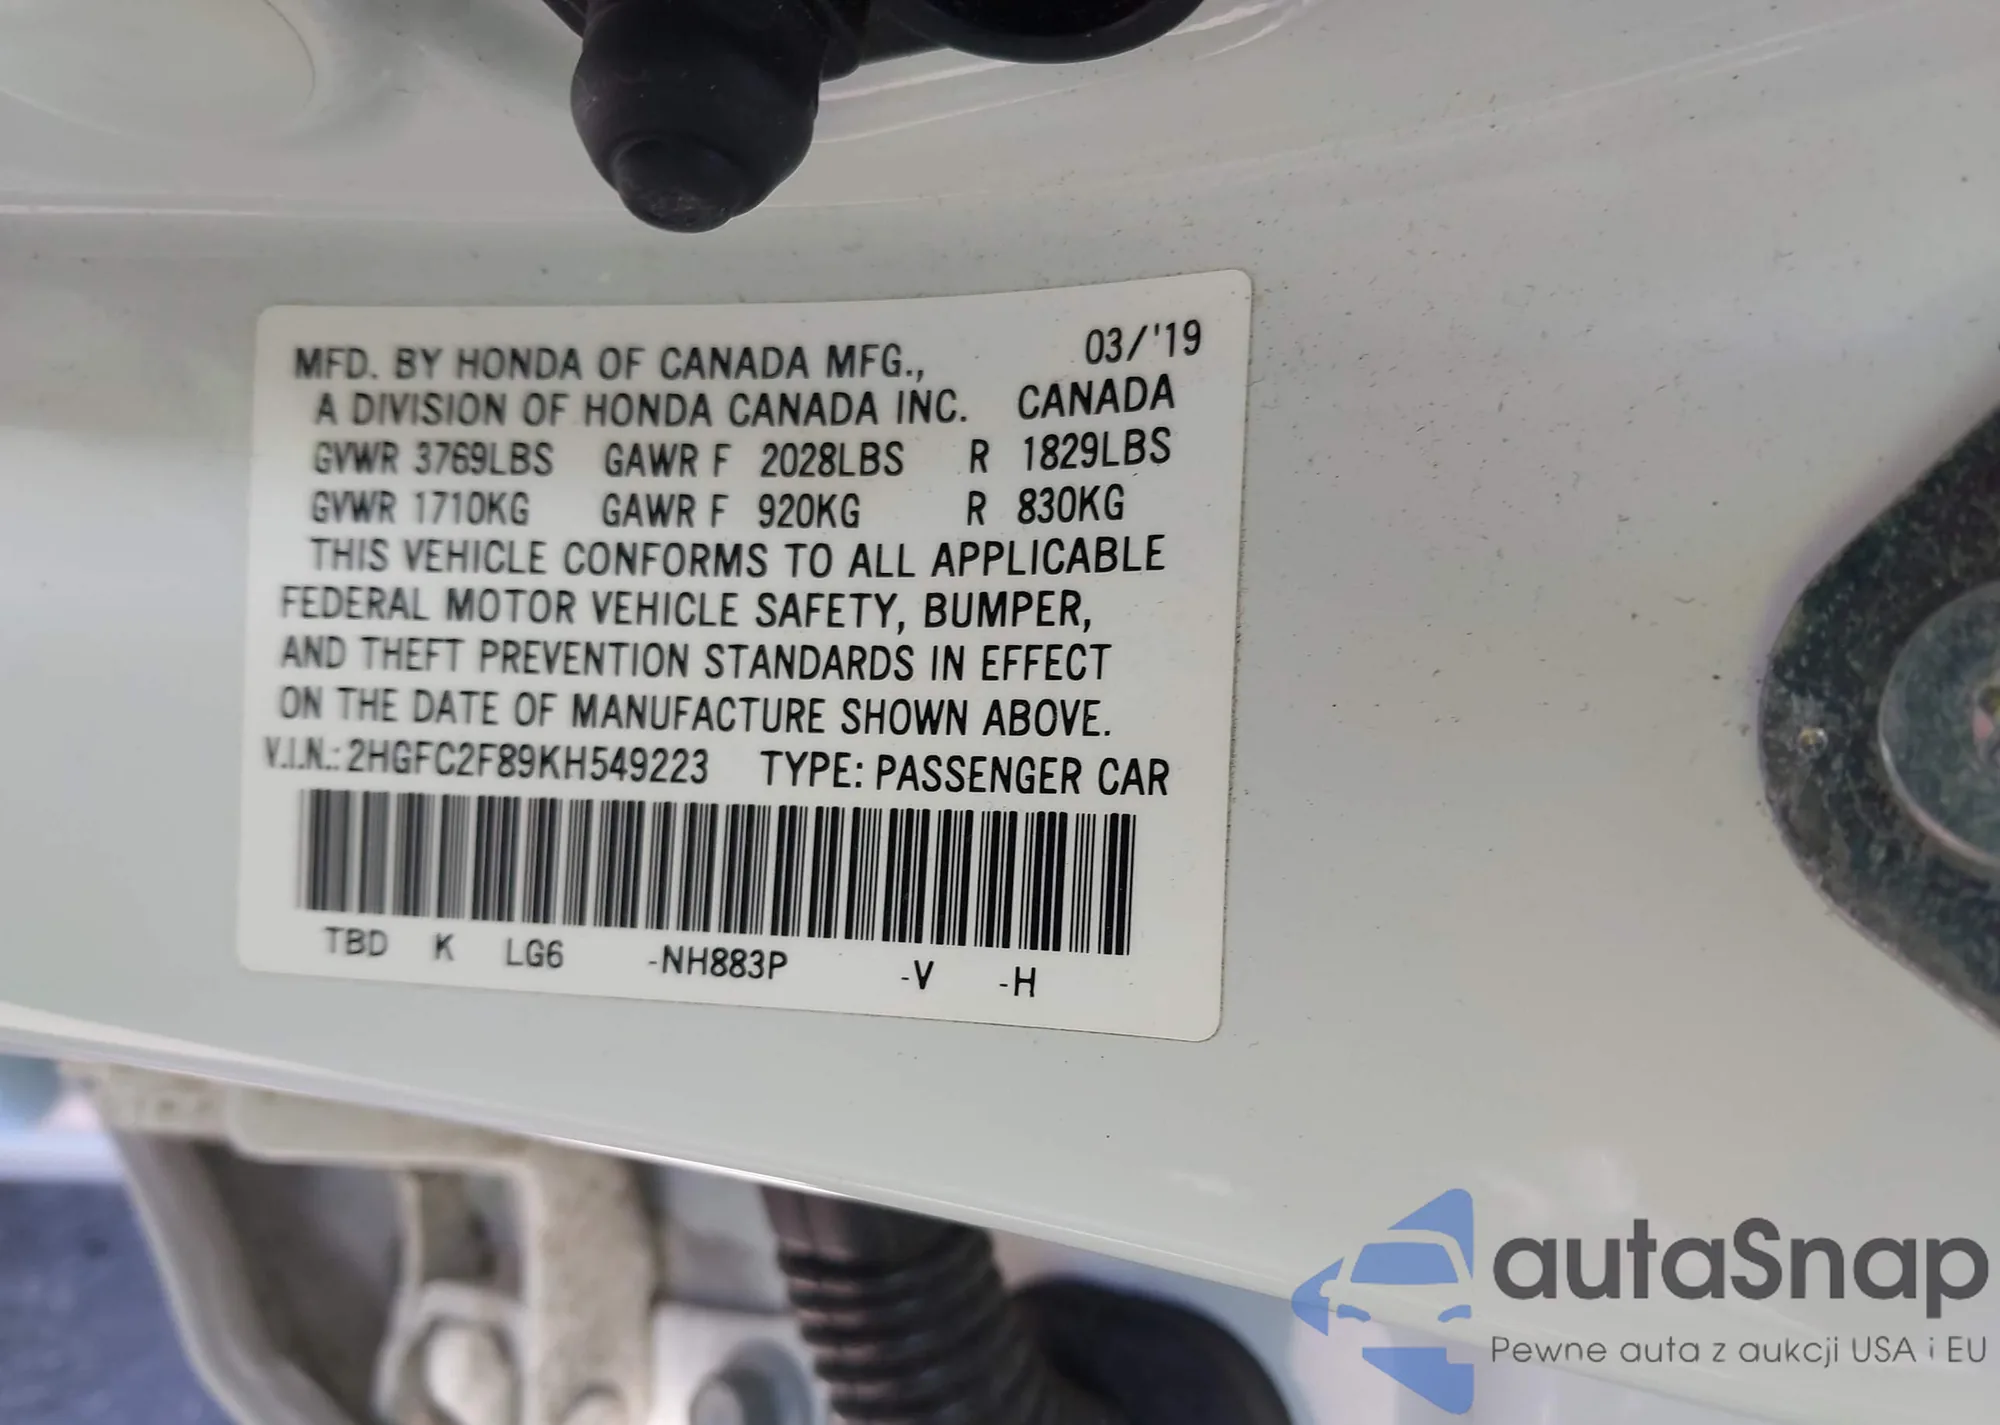 MFD. BY HONDA OF CANADA MFG., 03/'19
A DIVISION OF HONDA CANADA INC. CANADA
GVWR 3769LBS GAWR F 2028LBS R 1829LBS
GVWR 1710KG GAWR F 920KG R 830KG
THIS VEHICLE CONFORMS TO ALL APPLICABLE
FEDERAL MOTOR VEHICLE SAFETY, BUMPER,
AND THEFT PREVENTION STANDARDS IN EFFECT
ON THE DATE OF MANUFACTURE SHOWN ABOVE.
V.I.N.: 2HGFC2F89KH549223 TYPE: PASSENGER CAR
TBD K LG6 -NH883P -V -H
autaSnap
Pewne auta z aukcji USA i EU